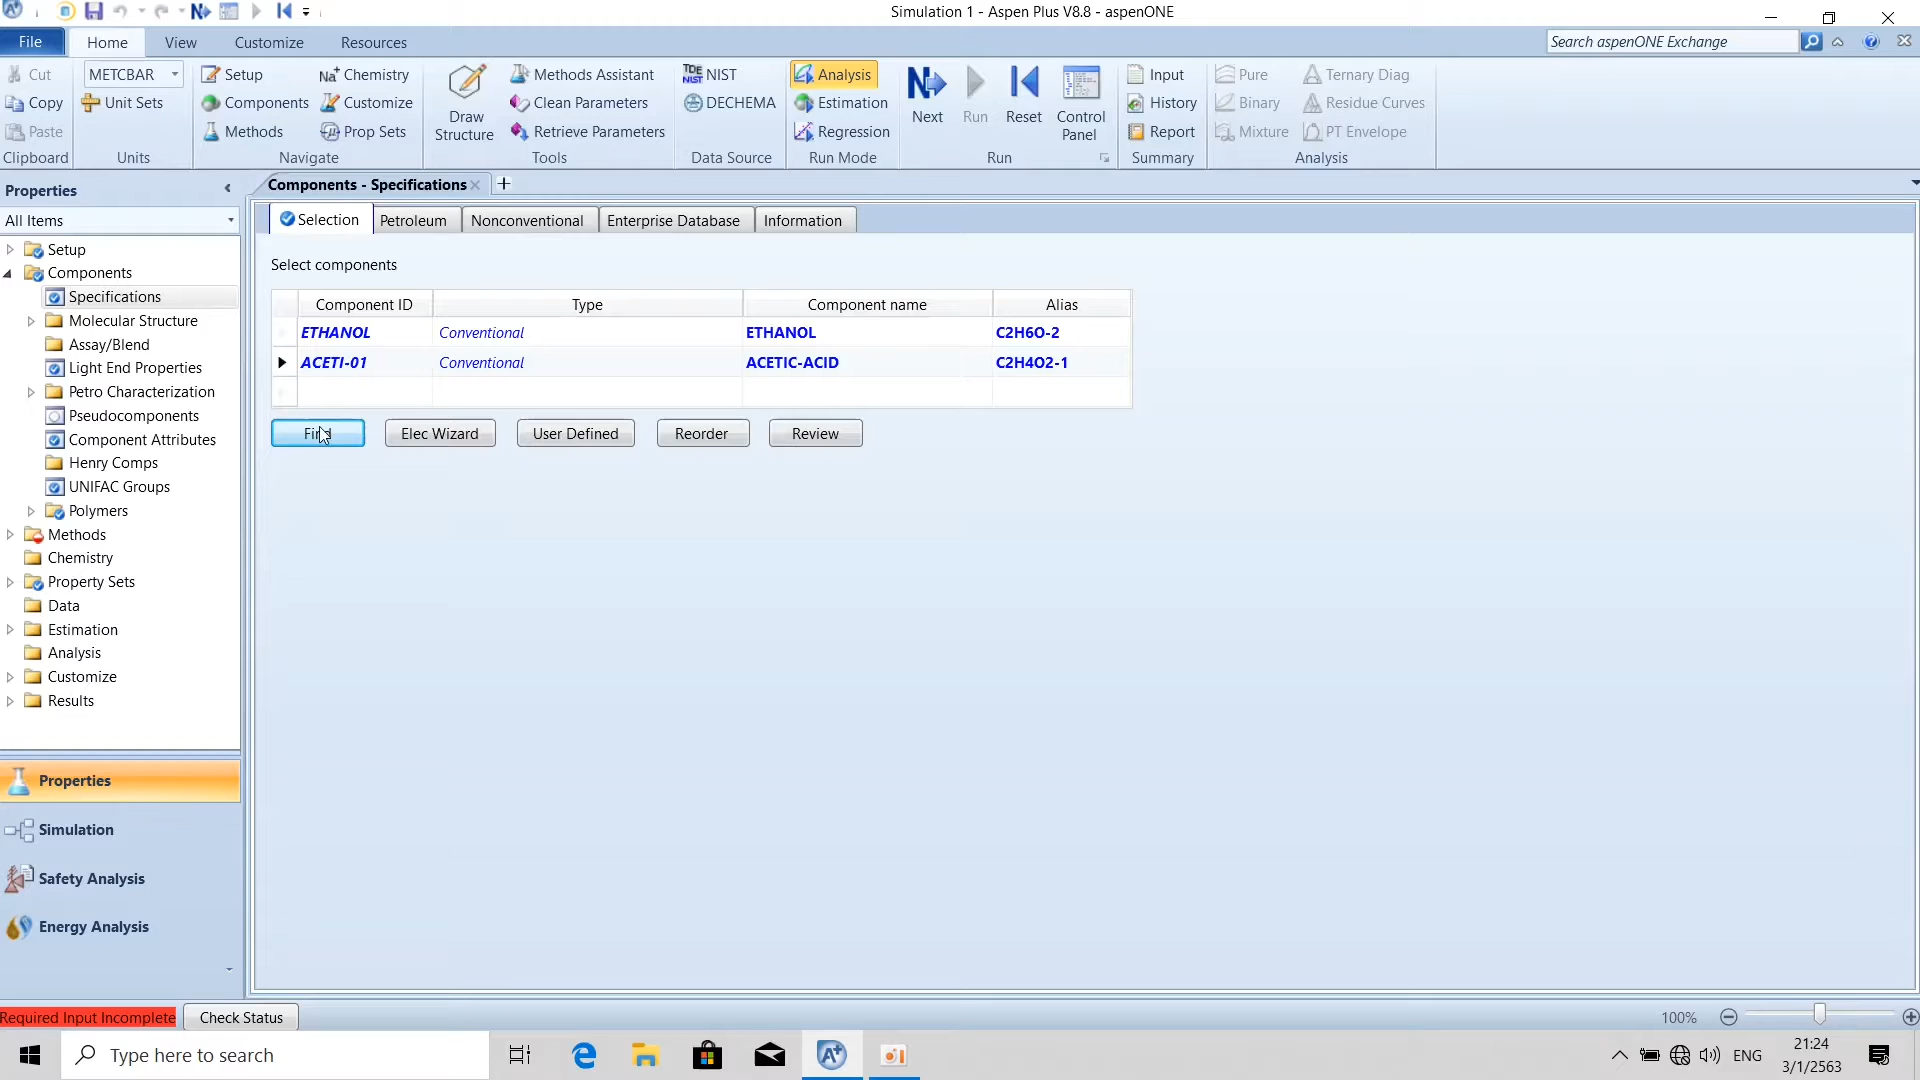 Simulation 1 - Aspen Plus V8.8 - aspenONE
File Home View Customize Resources
Search aspenONE Exchange
Cut
Copy
Paste
Clipboard
METCBAR
Unit Sets
Units
Setup
Components
Methods
Na+ Chemistry
Customize
Prop Sets
Navigate
Draw
Structure
Methods Assistant
Clean Parameters
Retrieve Parameters
Tools
TDE
NIST NIST
DECHEMA
Data Source
Analysis
Estimation
Regression
Run Mode
N
Next
Run
Reset
Control
Panel
Run
Input
History
Report
Summary
Pure
Binary
Mixture
Ternary Diag
Residue Curves
PT Envelope
Analysis
Properties
All Items
Setup
Components
Specifications
Molecular Structure
Assay/Blend
Light End Properties
Petro Characterization
Pseudocomponents
Component Attributes
Henry Comps
UNIFAC Groups
Polymers
Methods
Chemistry
Property Sets
Data
Estimation
Analysis
Customize
Results
Properties
Simulation
Safety Analysis
Energy Analysis
Components - Specifications
Selection Petroleum Nonconventional Enterprise Database Information
Select components
Component ID Type Component name Alias
ETHANOL Conventional ETHANOL C2H6O-2
ACETI-01 Conventional ACETIC-ACID C2H4O2-1
Find Elec Wizard User Defined Reorder Review
Required Input Incomplete Check Status 100%
Type here to search
ENG
21:24
3/1/2563